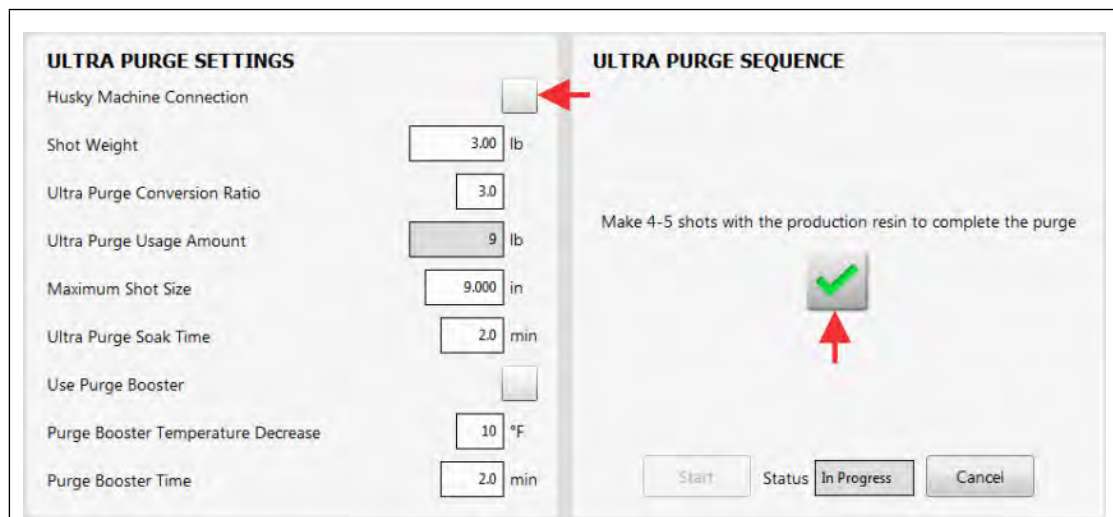 ULTRA PURGE SETTINGS
Husky Machine Connection
Shot Weight 3.00 lb
Ultra Purge Conversion Ratio 3.0
Ultra Purge Usage Amount 9 lb
Maximum Shot Size 9.000 in
Ultra Purge Soak Time 2.0 min
Use Purge Booster
Purge Booster Temperature Decrease 10 °F
Purge Booster Time 2.0 min
ULTRA PURGE SEQUENCE
Make 4-5 shots with the production resin to complete the purge
Start Status In Progress Cancel